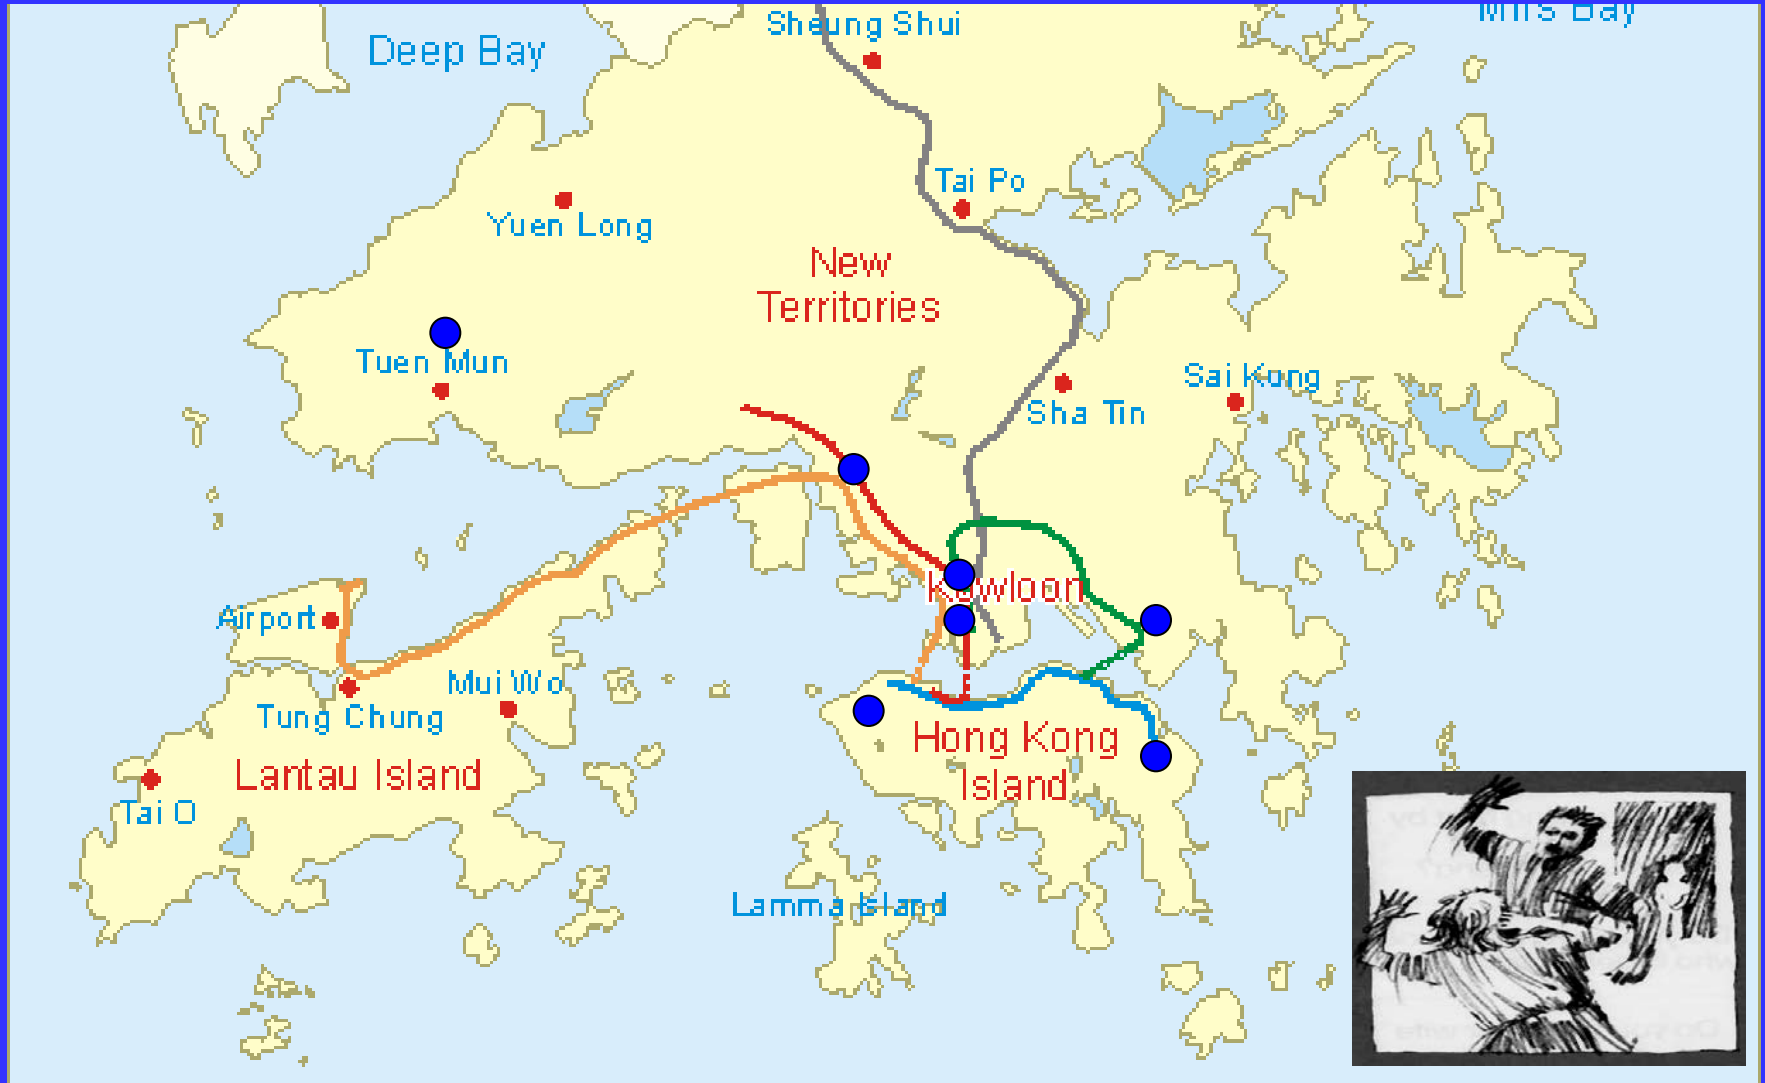 Sheung Shui
Deep Bay
Tai Po
Yuen Long
New
Territories
Tuen Mun
Sai Kung
Sha Tin
Kowloon
Airport
Mui Wo
Tung Chung
Hong Kong
Island
Lantau Island
Tai O
Lamma Island